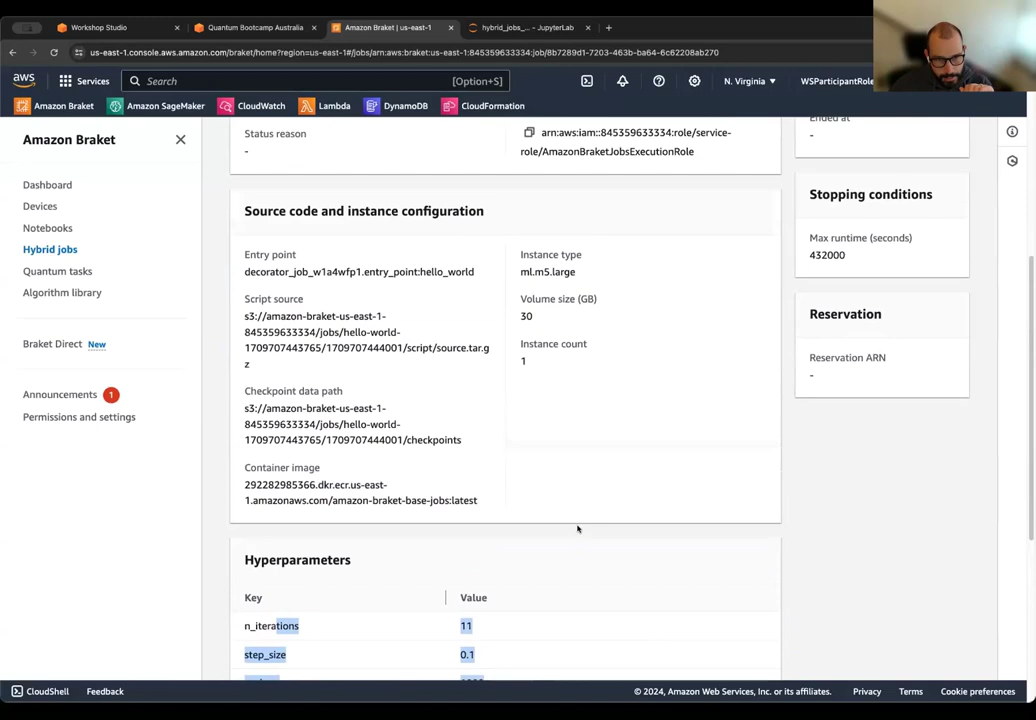 Workshop Studio
Quantum Bootcamp Australia
Amazon Braket | us-east-1
hybrid_jobs_... - JupyterLab
us-east-1.console.aws.amazon.com/braket/home?region=us-east-1#/jobs/arn:aws:braket:us-east-1:845359633334:job/8b7289d1-7203-463b-ba64-6c62208ab270
aws
Services
Search
[Option+S]
N. Virginia
WSParticipantRole
Amazon Braket
Amazon SageMaker
CloudWatch
Lambda
DynamoDB
CloudFormation
Amazon Braket
Dashboard
Devices
Notebooks
Hybrid jobs
Quantum tasks
Algorithm library
Braket Direct New
Announcements 1
Permissions and settings
Status reason
-
arn:aws:iam::845359633334:role/service-
role/AmazonBraketJobsExecutionRole
Ended at
-
Source code and instance configuration
Entry point
decorator_job_w1a4wfp1.entry_point:hello_world
Script source
s3://amazon-braket-us-east-1-
845359633334/jobs/hello-world-
1709707443765/1709707444001/script/source.tar.g
z
Checkpoint data path
s3://amazon-braket-us-east-1-
845359633334/jobs/hello-world-
1709707443765/1709707444001/checkpoints
Container image
292282985366.dkr.ecr.us-east-
1.amazonaws.com/amazon-braket-base-jobs:latest
Instance type
ml.m5.large
Volume size (GB)
30
Instance count
1
Stopping conditions
Max runtime (seconds)
432000
Reservation
Reservation ARN
-
Hyperparameters
Key
Value
n_iterations
11
step_size
0.1
CloudShell
Feedback
© 2024, Amazon Web Services, Inc. or its affiliates.
Privacy
Terms
Cookie preferences